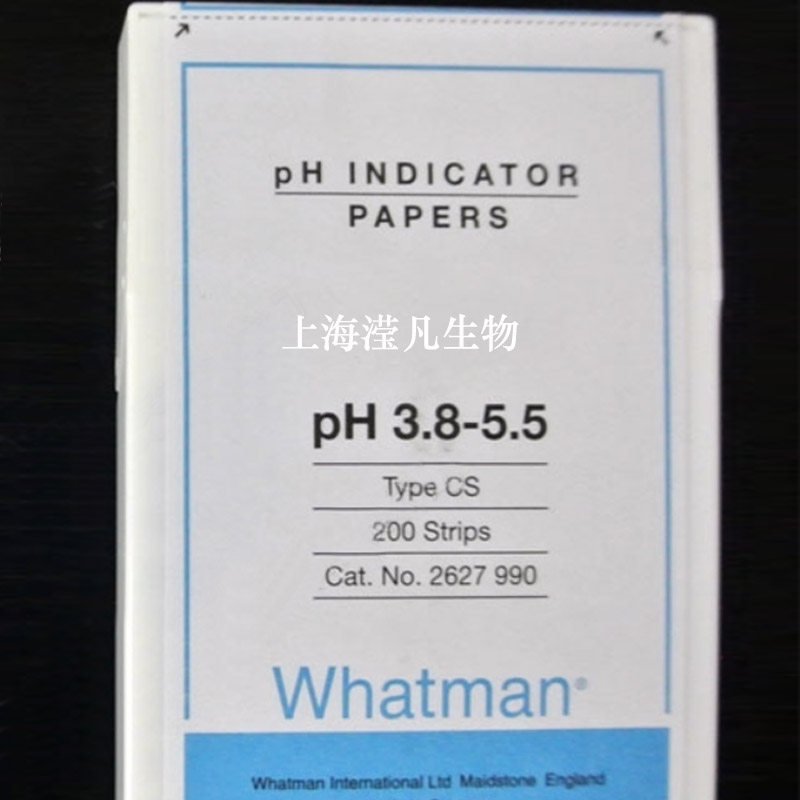 pH INDICATOR
PAPERS
上海滢凡生物
pH 3.8-5.5
Type CS
200 Strips
Cat. No. 2627 990
Whatman®
Whatman International Ltd Maidstone England